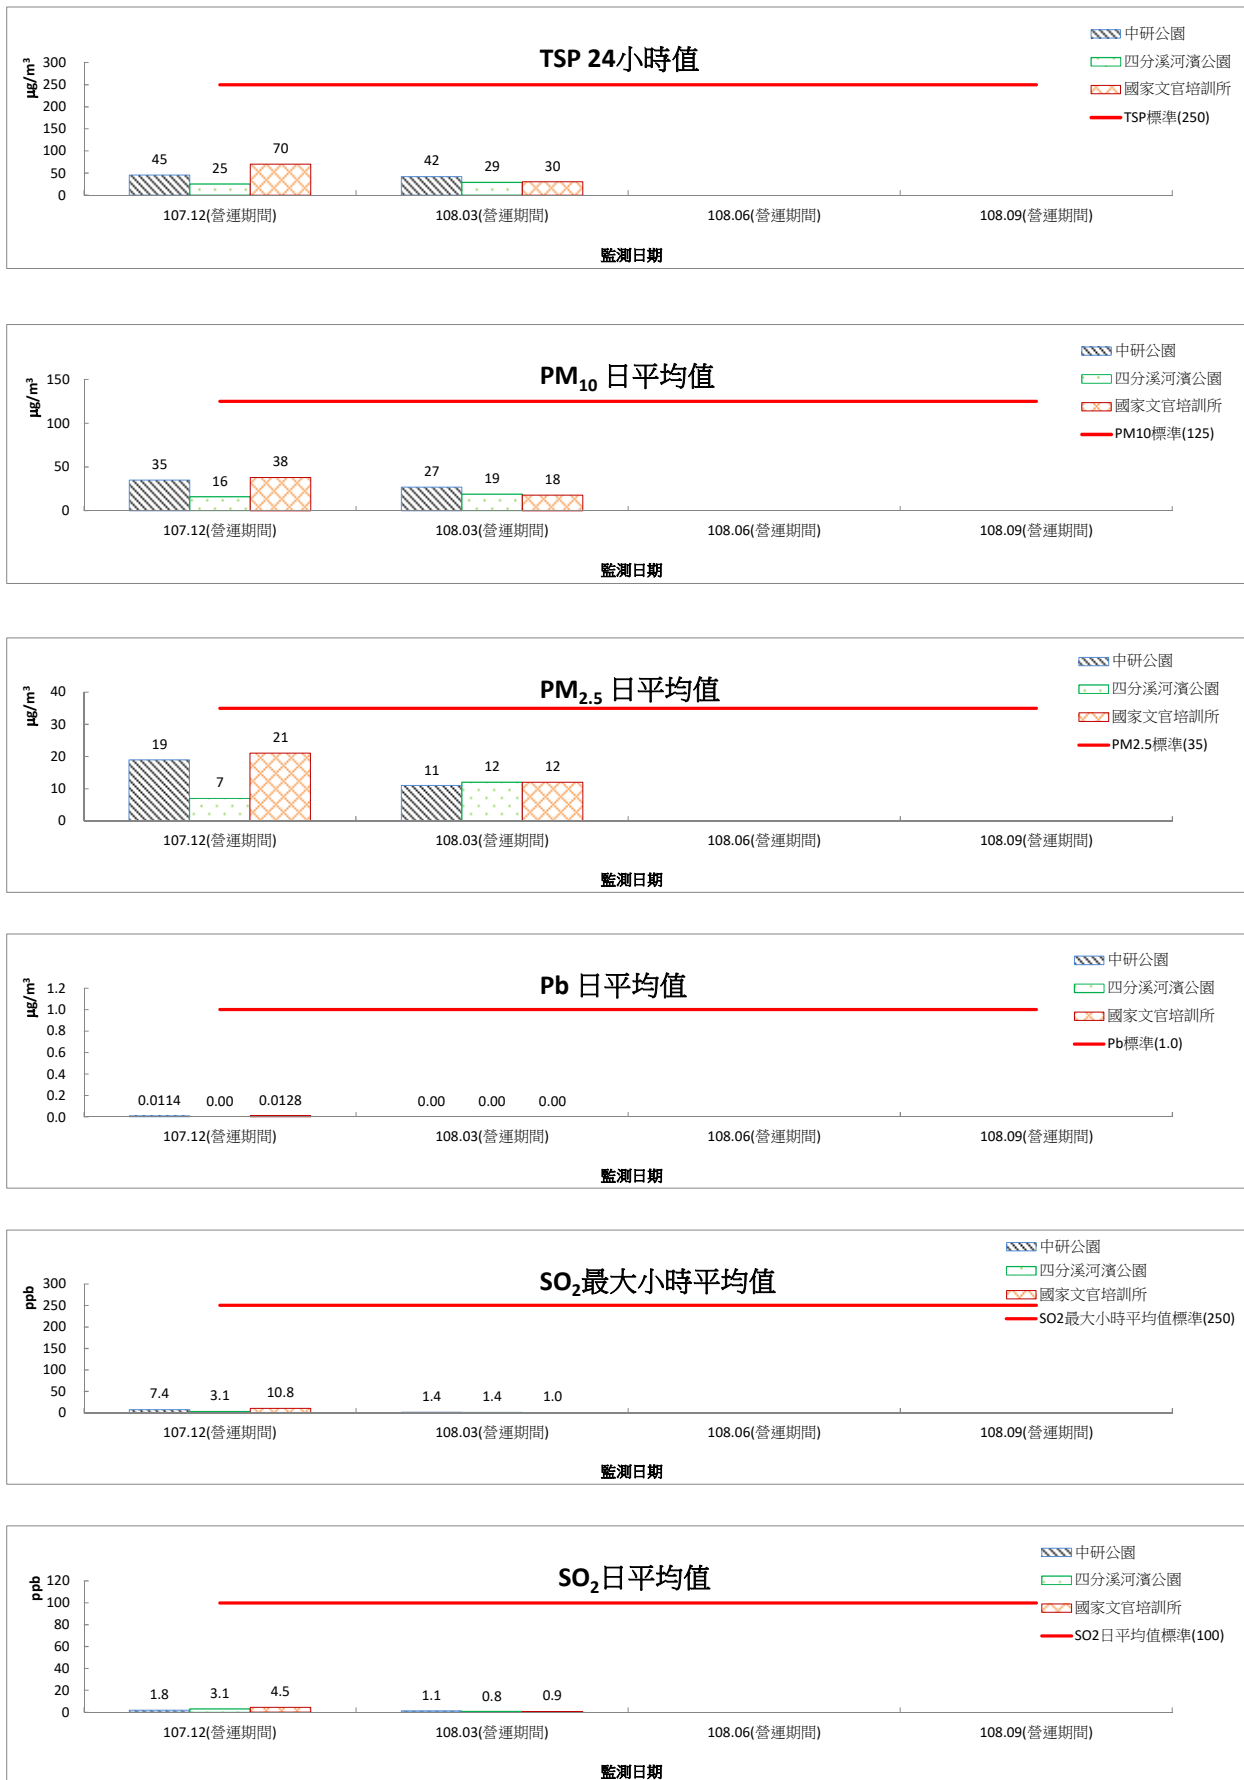 TSP 24小時值
μg/m³
300
250
200
150
100
50
0
45
25
70
42
29
30
107.12(營運期間)
108.03(營運期間)
108.06(營運期間)
108.09(營運期間)
監測日期
中研公園
四分溪河濱公園
國家文官培訓所
TSP標準(250)
PM₁₀ 日平均值
μg/m³
150
100
50
0
35
16
38
27
19
18
107.12(營運期間)
108.03(營運期間)
108.06(營運期間)
108.09(營運期間)
監測日期
中研公園
四分溪河濱公園
國家文官培訓所
PM10標準(125)
PM₂.₅ 日平均值
μg/m³
40
30
20
10
0
19
7
21
11
12
12
107.12(營運期間)
108.03(營運期間)
108.06(營運期間)
108.09(營運期間)
監測日期
中研公園
四分溪河濱公園
國家文官培訓所
PM2.5標準(35)
Pb 日平均值
μg/m³
1.2
1.0
0.8
0.6
0.4
0.2
0.0
0.0114
0.00
0.0128
0.00
0.00
0.00
107.12(營運期間)
108.03(營運期間)
108.06(營運期間)
108.09(營運期間)
監測日期
中研公園
四分溪河濱公園
國家文官培訓所
Pb標準(1.0)
SO₂最大小時平均值
ppb
300
250
200
150
100
50
0
7.4
3.1
10.8
1.4
1.4
1.0
107.12(營運期間)
108.03(營運期間)
108.06(營運期間)
108.09(營運期間)
監測日期
中研公園
四分溪河濱公園
國家文官培訓所
SO2最大小時平均值標準(250)
SO₂日平均值
ppb
120
100
80
60
40
20
0
1.8
3.1
4.5
1.1
0.8
0.9
107.12(營運期間)
108.03(營運期間)
108.06(營運期間)
108.09(營運期間)
監測日期
中研公園
四分溪河濱公園
國家文官培訓所
SO2日平均值標準(100)